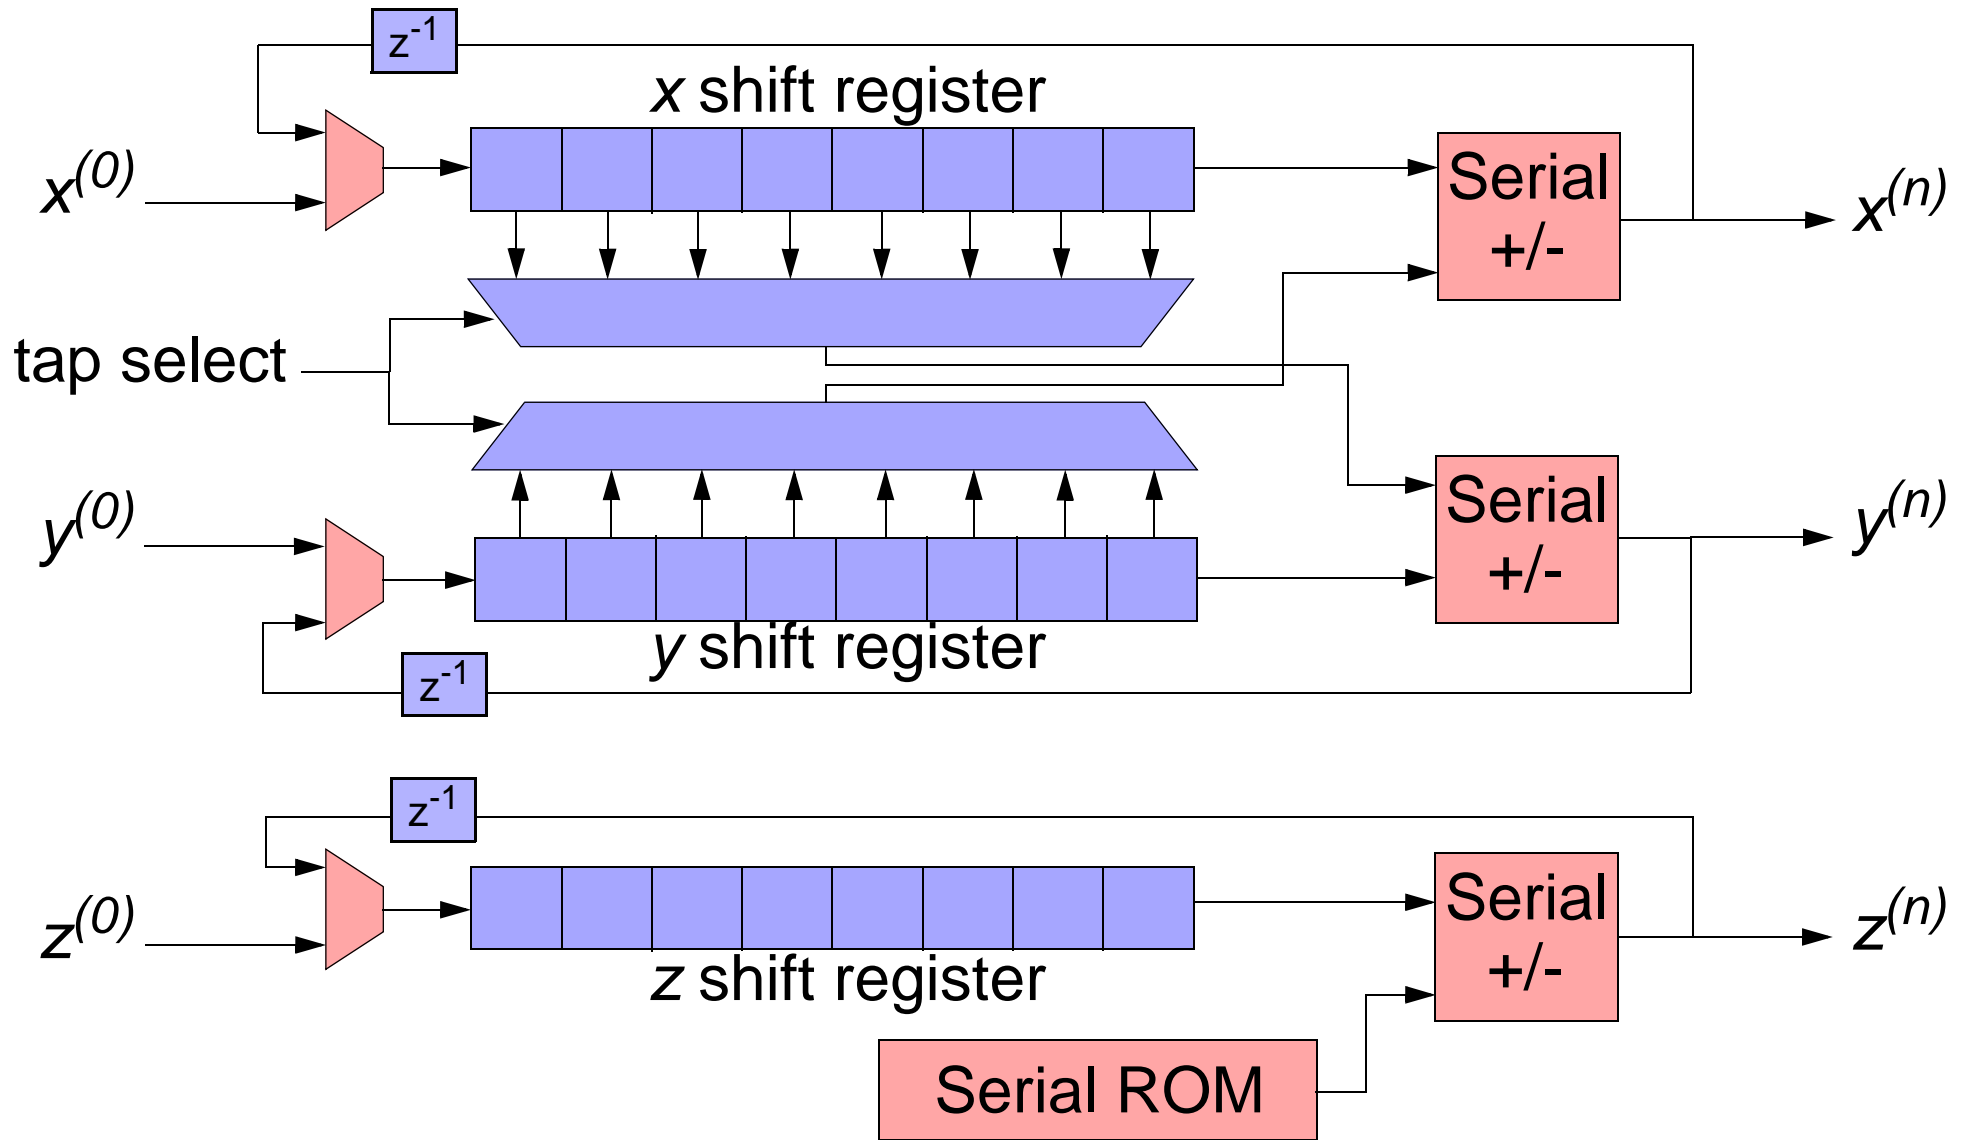 z⁻¹
x shift register
x⁽⁰⁾
Serial
+/-
x⁽ⁿ⁾
tap select
y⁽⁰⁾
Serial
+/-
y⁽ⁿ⁾
y shift register
z⁻¹
z⁻¹
z⁽⁰⁾
Serial
+/-
z⁽ⁿ⁾
z shift register
Serial ROM